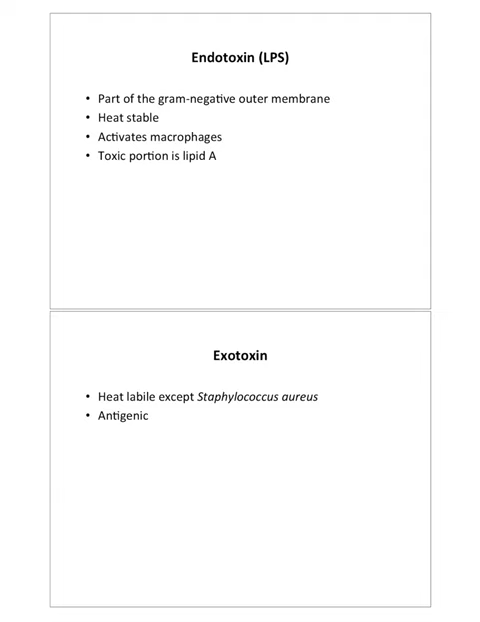 Endotoxin (LPS)
• Part of the gram-negative outer membrane
• Heat stable
• Activates macrophages
• Toxic portion is lipid A
Exotoxin
• Heat labile except Staphylococcus aureus
• Antigenic